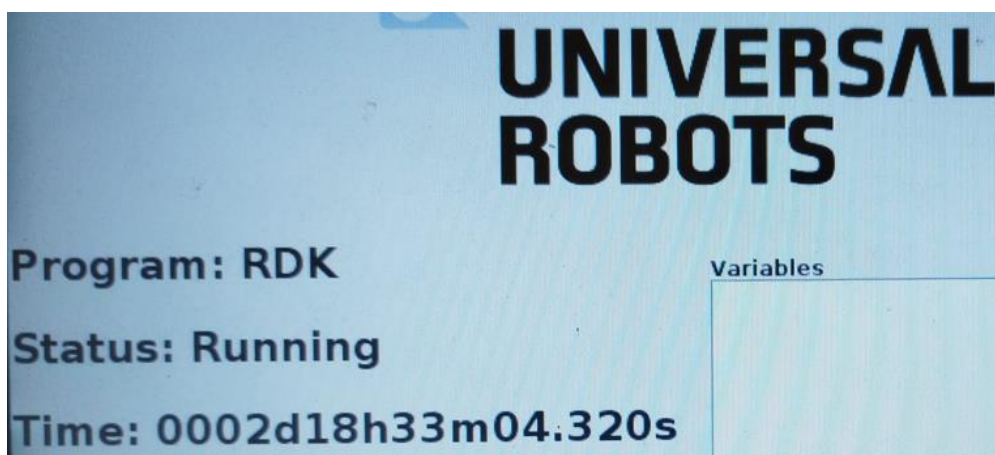 UNIVERSAL
ROBOTS
Program: RDK
Variables
Status: Running
Time: 0002d18h33m04.320s